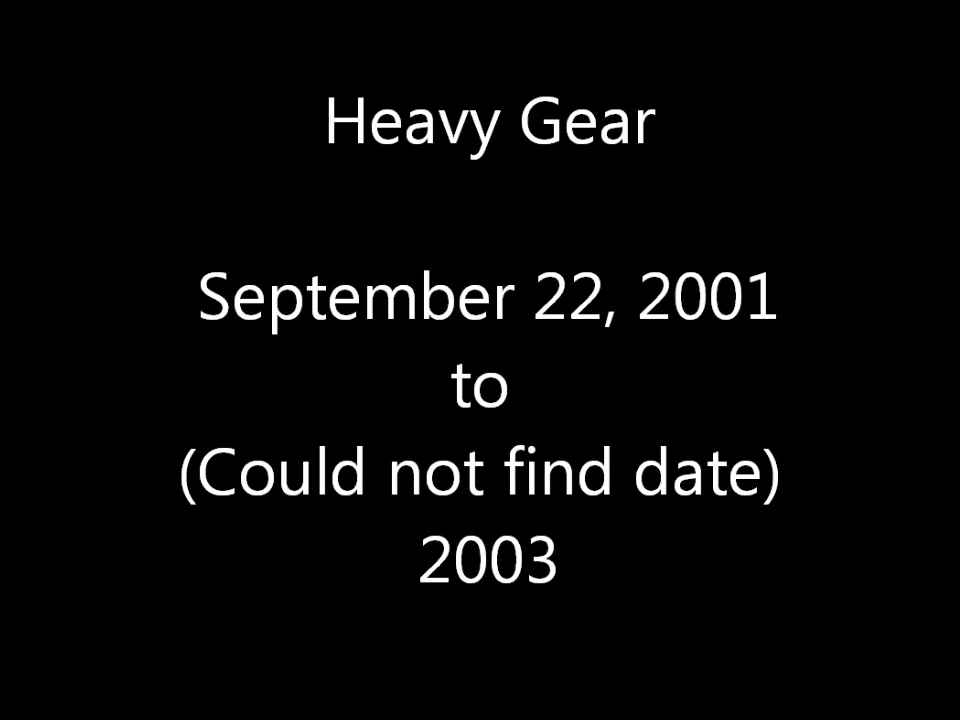 Heavy Gear
September 22, 2001
to
(Could not find date)
2003